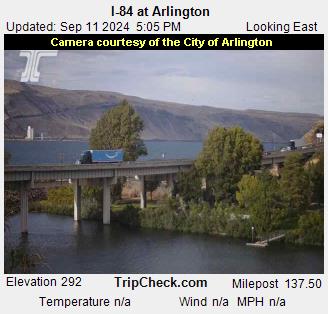 I-84 at Arlington
Updated: Sep 11 2024 5:05 PM Looking East
Camera courtesy of the City of Arlington
Elevation 292 TripCheck.com Milepost 137.50
Temperature n/a Wind n/a MPH n/a